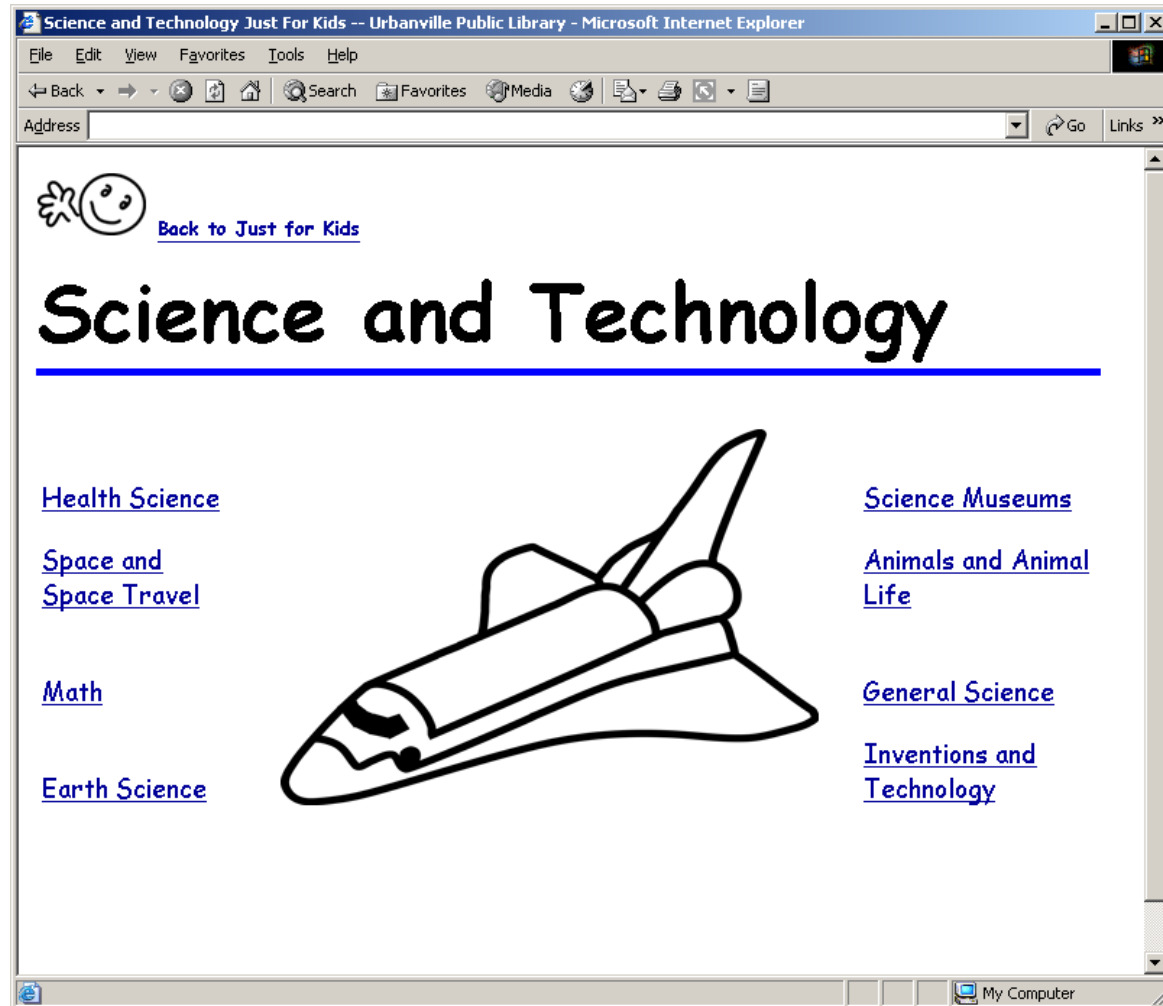 Science and Technology Just For Kids -- Urbanville Public Library - Microsoft Internet Explorer
File Edit View Favorites Tools Help
Back Search Favorites Media
Address Go Links »
Back to Just for Kids
Science and Technology
Health Science
Space and
Space Travel
Math
Earth Science
Science Museums
Animals and Animal
Life
General Science
Inventions and
Technology
My Computer